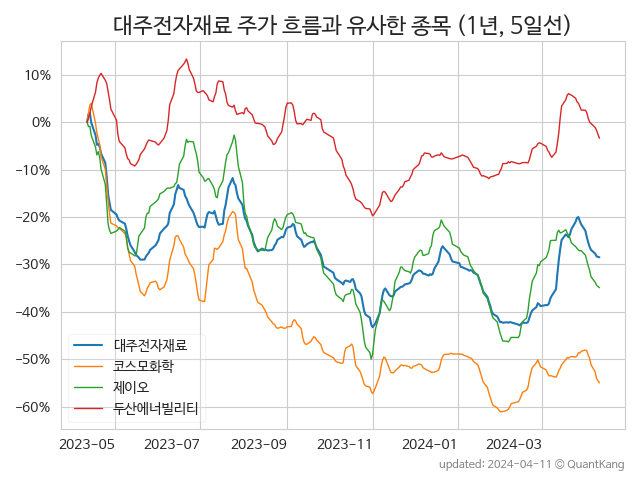 대주전자재료 주가 흐름과 유사한 종목 (1년, 5일선)
10%
0%
−10%
−20%
−30%
−40%
−50%
−60%
대주전자재료
코스모화학
제이오
두산에너빌리티
2023-05 2023-07 2023-09 2023-11 2024-01 2024-03
updated: 2024-04-11 © QuantKang